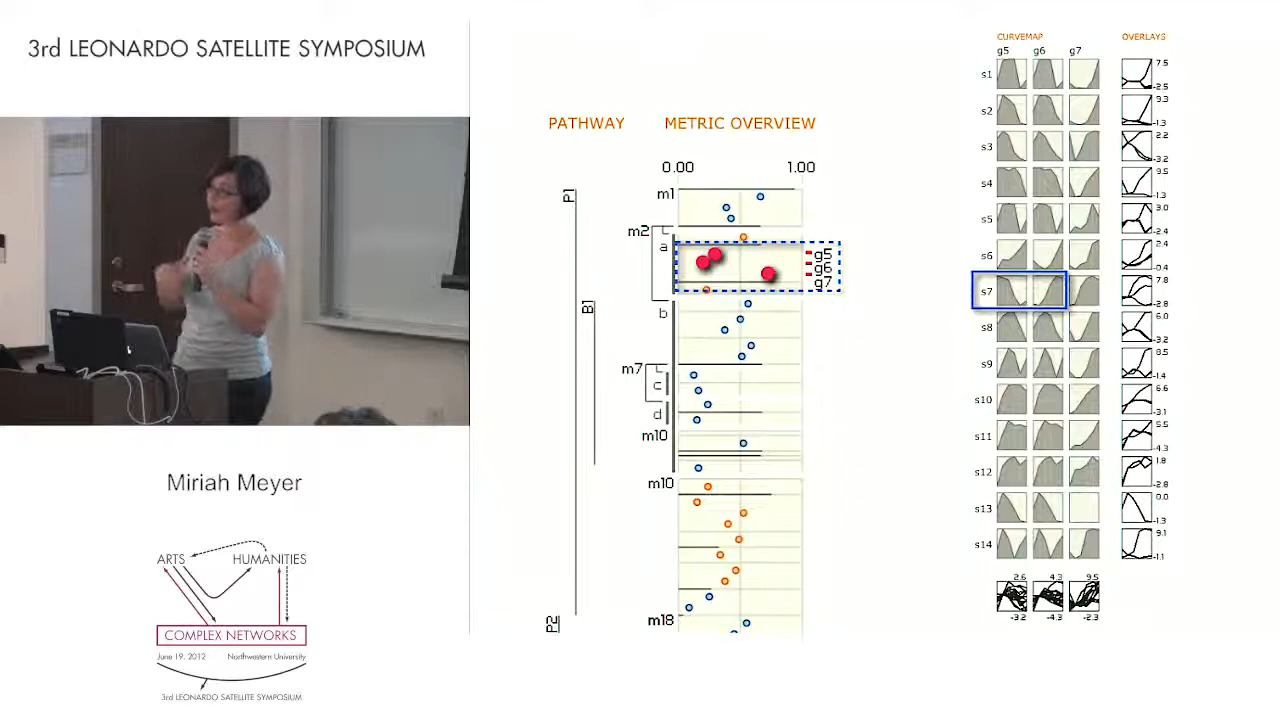 3rd LEONARDO SATELLITE SYMPOSIUM
Miriah Meyer
ARTS
HUMANITIES
COMPLEX NETWORKS
June 19, 2012 Northwestern University
3rd LEONARDO SATELLITE SYMPOSIUM
PATHWAY
METRIC OVERVIEW
0.00 1.00
P1
m1
m2
a
g5
g6
g7
B1
b
m7
c
d
m10
m10
P2
m18
CURVEMAP
OVERLAYS
g5 g6 g7
s1 7.5
-2.5
s2 9.3
-1.3
s3 2.2
-3.2
s4 9.5
-1.3
s5 3.0
-2.4
s6 2.4
-0.4
s7 7.8
-2.8
s8 6.0
-3.2
s9 8.5
-1.4
s10 6.6
-3.1
s11 5.5
-4.3
s12 1.8
-2.8
s13 0.0
-1.3
s14 9.1
-1.1
2.6 4.3 9.5
-3.2 -4.3 -2.3